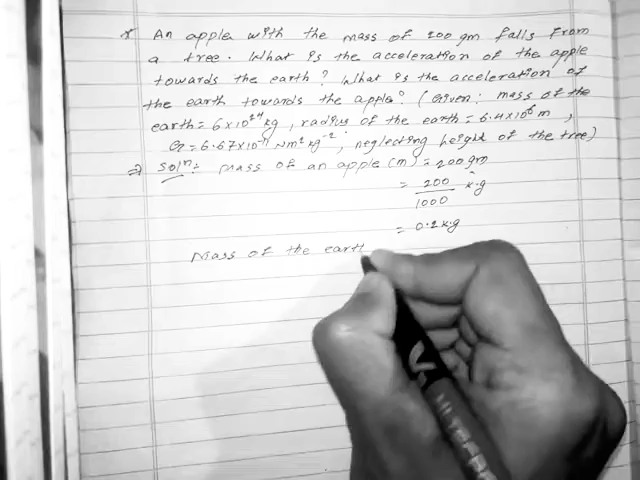 * An apple with the mass of 200 gm falls from
a tree. What is the acceleration of the apple
towards the earth? What is the acceleration of
the earth towards the apple? (Given: mass of the
earth = 6×10²⁴ kg, radius of the earth = 6.4×10⁶ m,
G = 6.67×10⁻¹¹ Nm² kg⁻², neglecting height of the tree)
⇒ Solⁿ: Mass of an apple (m) = 200 gm
= 200/1000 k.g
= 0.2 k.g
Mass of the earth